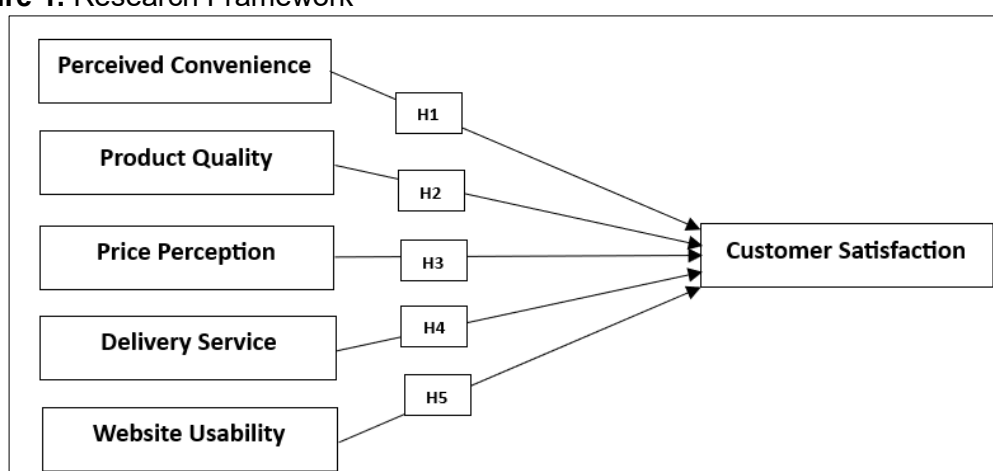 1. Research Framework
Perceived Convenience
H1
Product Quality
H2
Price Perception
H3
Customer Satisfaction
Delivery Service
H4
H5
Website Usability